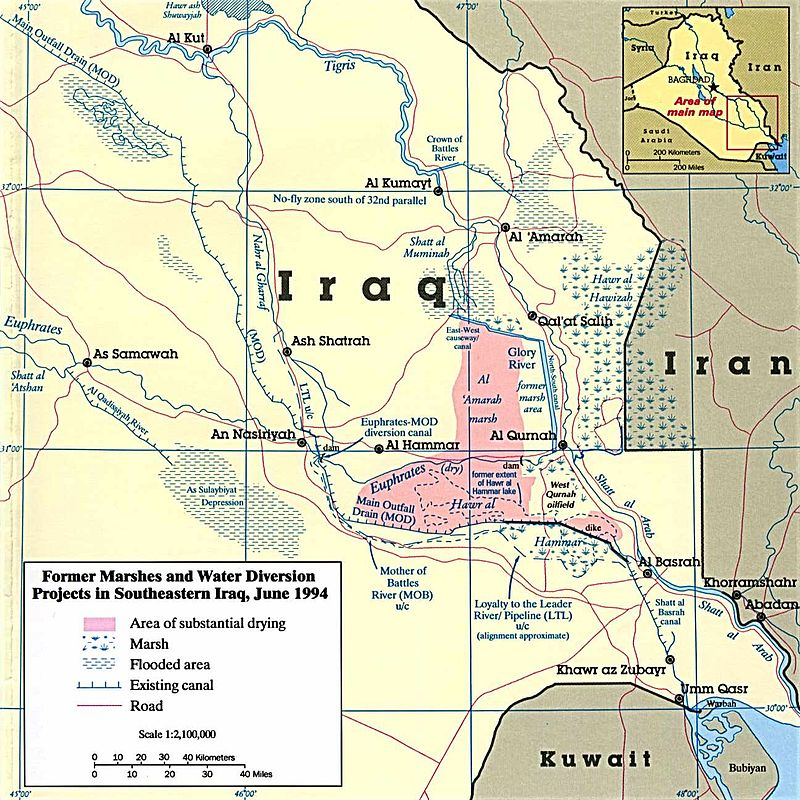 45°00'
46°00'
47°00'
Hawr ash
Shuwayjah
Main Outfall Drain (MOD)
Al Kut
Tigris
Turkey
Syria
Iraq
Iran
BAGHDAD
Area of
main map
Jor.
Saudi
Arabia
Kuwait
0 200 Kilometers
0 200 Miles
Crown of
Battles
River
32°00'
Al Kumayt
32°00'
No-fly zone south of 32nd parallel
Al 'Amarah
Shatt al
Muminah
Nahr al Gharraf
Iraq
Hawr al
Hawizah
Qal'at Salih
Euphrates
(MOD)
East-West
causeway/
canal
As Samawah
Ash Shatrah
Glory
River
North-South canal
Iran
Shatt al
'Atshan
Al Qadisiyah River
LTL u/c
Al
'Amarah
marsh
former
marsh
area
Euphrates-MOD
diversion canal
An Nasiriyah
Al Hammar
Al Qurnah
31°00'
31°00'
dam
dam
Euphrates (dry)
former extent
of Hawr al
Hammar lake
As Sulaybiyat
Depression
Main Outfall
Drain (MOD)
Hawr al
Hammar
West
Qurnah
oilfield
Shatt al Arab
dike
Al Basrah
Mother of
Battles
River (MOB)
u/c
Loyalty to the Leader
River/ Pipeline (LTL)
u/c
(alignment approximate)
Shatt al
Basrah
canal
Khorramshahr
Abadan
Shatt al Arab
Khawr az Zubayr
Umm Qasr
Warbah
30°00'
Kuwait
Bubiyan
Former Marshes and Water Diversion
Projects in Southeastern Iraq, June 1994
Area of substantial drying
Marsh
Flooded area
Existing canal
Road
Scale 1:2,100,000
0 10 20 30 40 Kilometers
0 10 20 30 40 Miles
45°00'
46°00'
48°00'